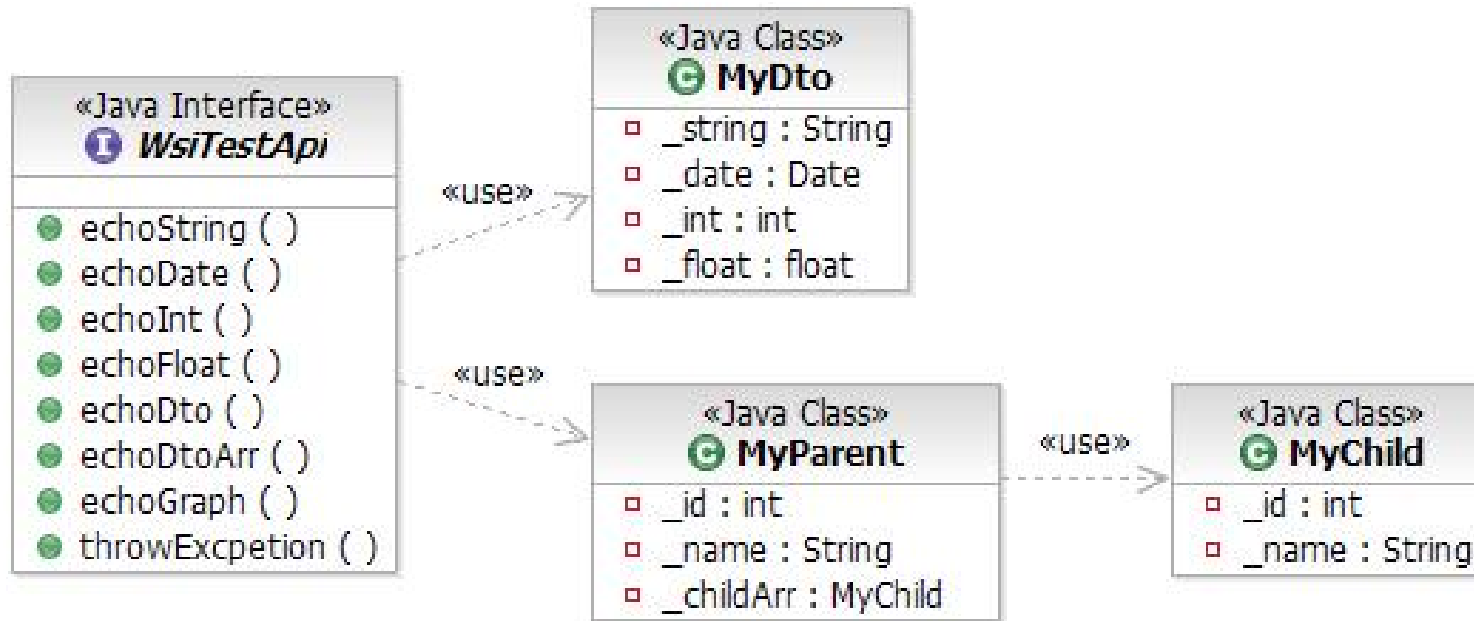 «Java Interface»
I WsiTestApi
echoString ( )
echoDate ( )
echoInt ( )
echoFloat ( )
echoDto ( )
echoDtoArr ( )
echoGraph ( )
throwExcpetion ( )
«use»
«Java Class»
C MyDto
_string : String
_date : Date
_int : int
_float : float
«use»
«Java Class»
C MyParent
_id : int
_name : String
_childArr : MyChild
«use»
«Java Class»
C MyChild
_id : int
_name : String